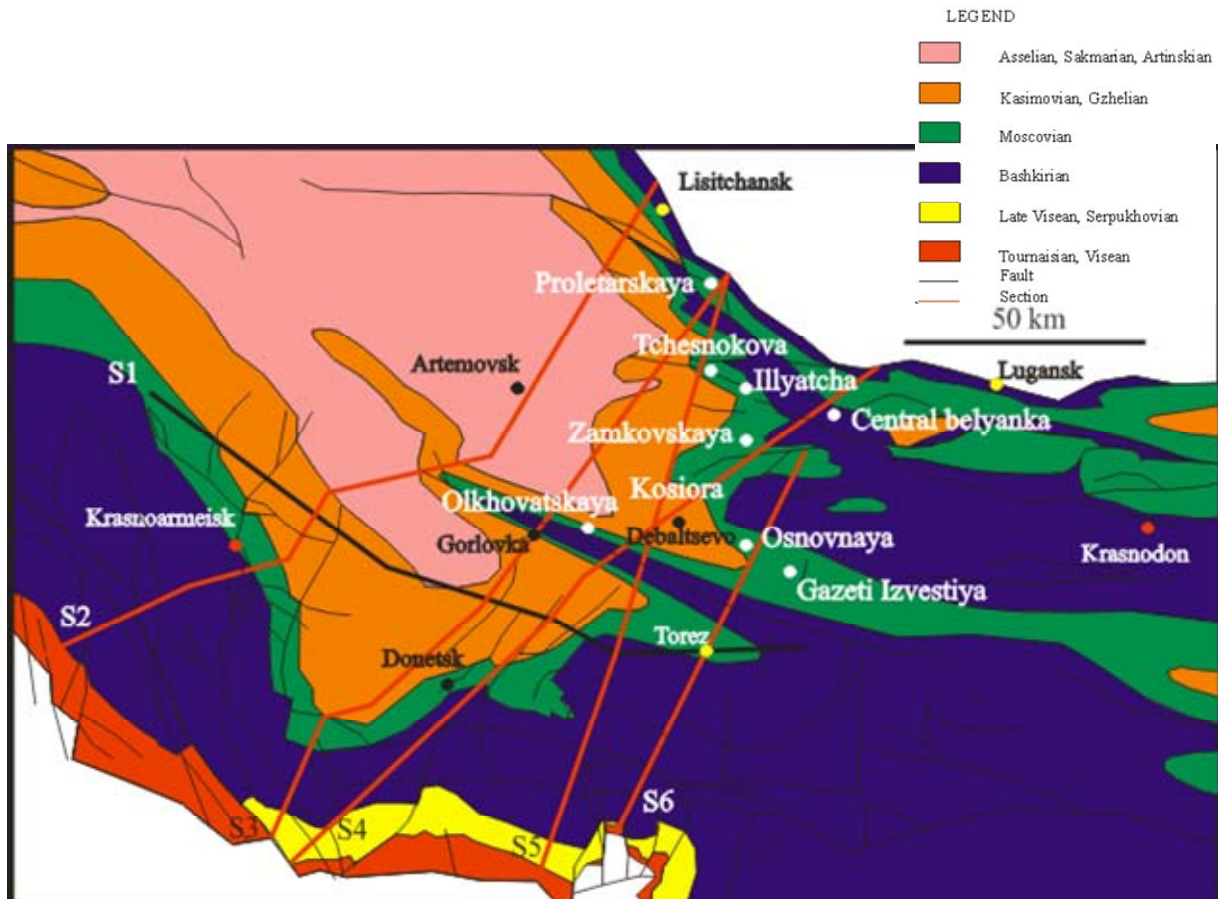 LEGEND
Asselian, Sakmarian, Artinskian
Kasimovian, Gzhelian
Moscovian
Bashkirian
Late Visean, Serpukhovian
Tournaisian, Visean
Fault
Section
50 km
Lisitchansk
Proletarskaya
Tchesnokova
Illyatcha
Lugansk
Artemovsk
S1
Central belyanka
Zamkovskaya
Kosiora
Olkhovatskaya
Krasnoarmeisk
Gorlovka
Debaltsevo
Osnovnaya
Krasnodon
Gazeti Izvestiya
S2
Torez
Donetsk
S6
S3
S4
S5